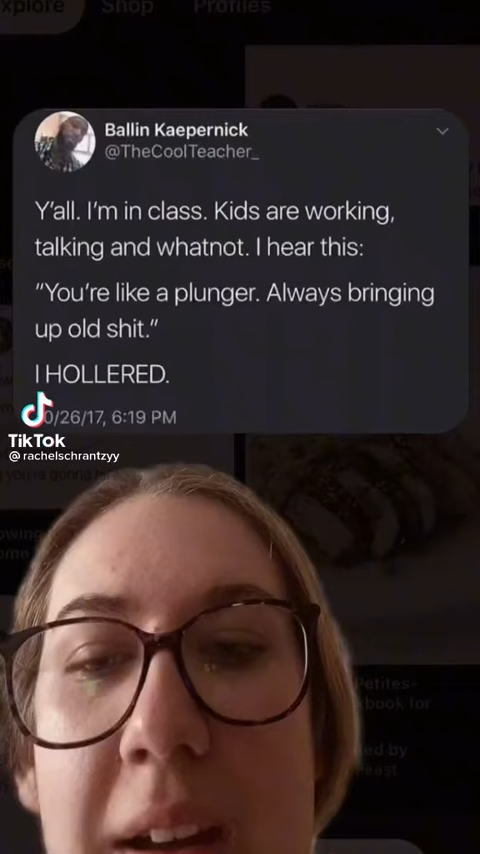 xplore Shop Profiles
Ballin Kaepernick
@TheCoolTeacher_
Y'all. I'm in class. Kids are working,
talking and whatnot. I hear this:
"You're like a plunger. Always bringing
up old shit."
I HOLLERED.
0/26/17, 6:19 PM
TikTok
@rachelschrantzyy
Petites-
book for
ed by
east